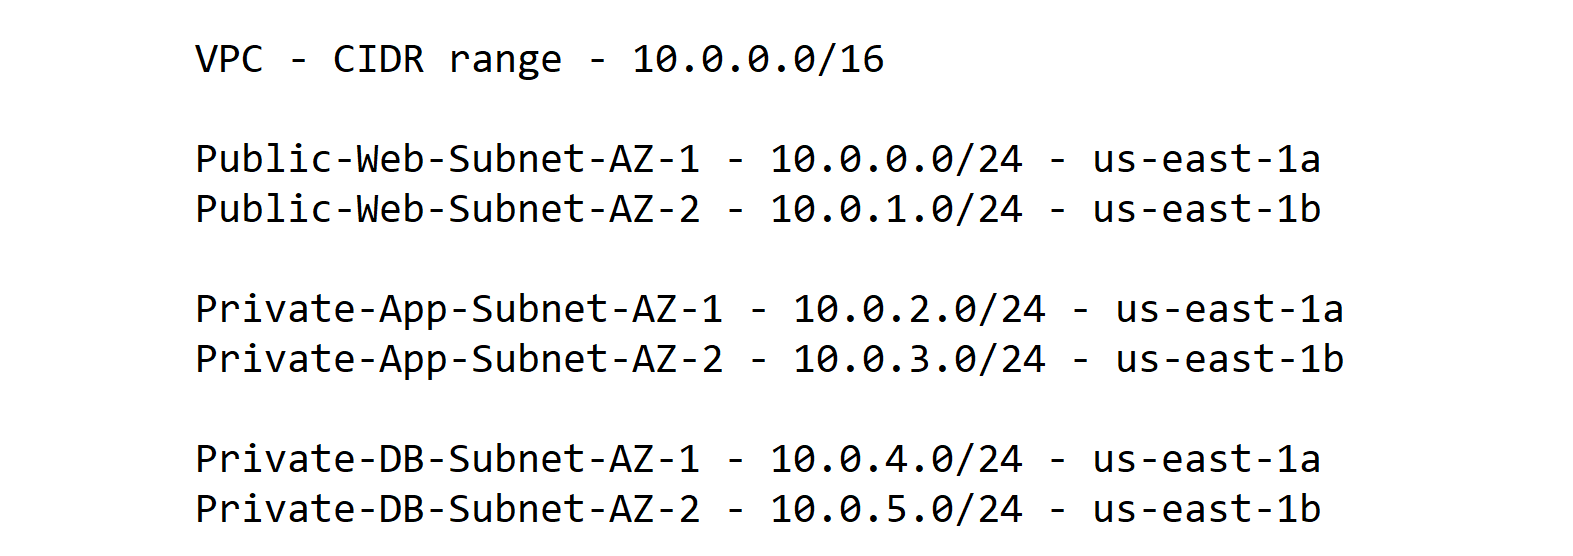 VPC - CIDR range - 10.0.0.0/16
Public-Web-Subnet-AZ-1 - 10.0.0.0/24 - us-east-1a
Public-Web-Subnet-AZ-2 - 10.0.1.0/24 - us-east-1b
Private-App-Subnet-AZ-1 - 10.0.2.0/24 - us-east-1a
Private-App-Subnet-AZ-2 - 10.0.3.0/24 - us-east-1b
Private-DB-Subnet-AZ-1 - 10.0.4.0/24 - us-east-1a
Private-DB-Subnet-AZ-2 - 10.0.5.0/24 - us-east-1b